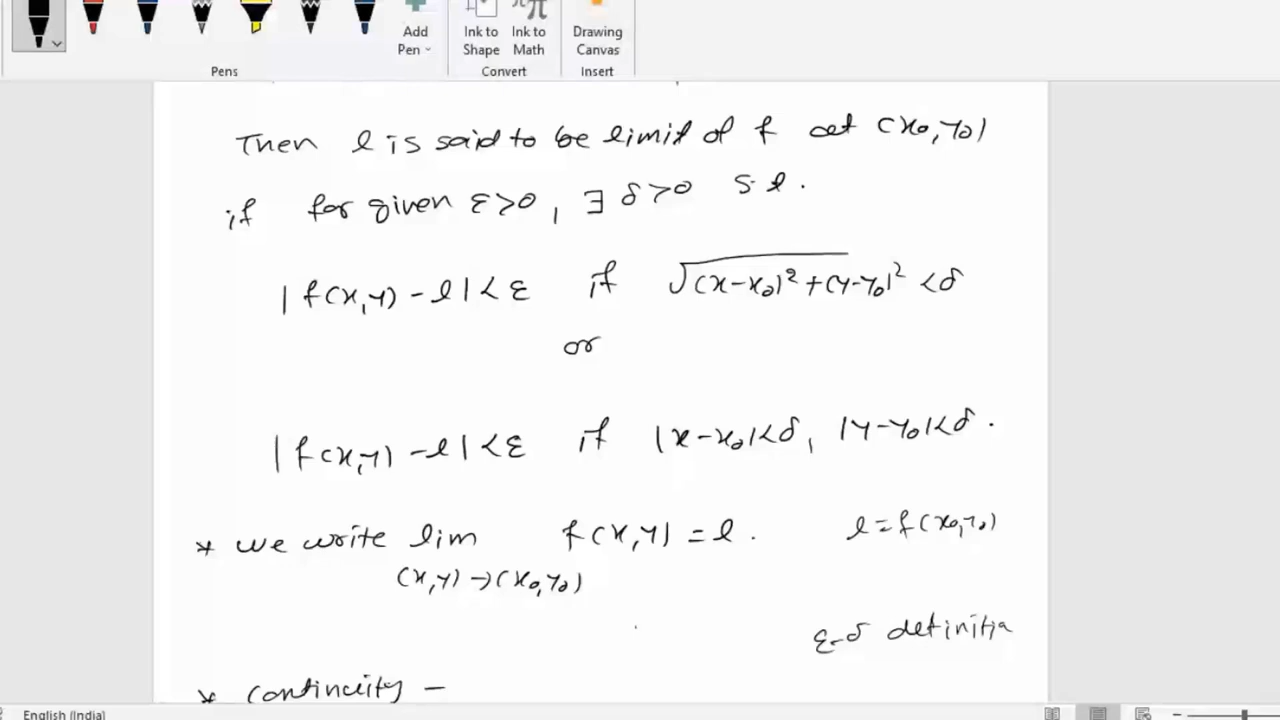 Add Pen
Ink to Shape
Ink to Math
Drawing Canvas
Pens
Convert
Insert
Then l is said to be limit of f at (x₀,y₀)
if for given ε>0, ∃ δ>0 s.t.
|f(x,y) - l| < ε if √(x-x₀)²+(y-y₀)² < δ
or
|f(x,y) - l| < ε if |x-x₀|<δ, |y-y₀|<δ.
* we write lim f(x,y) = l. l = f(x₀,y₀)
(x,y)→(x₀,y₀)
ε-δ definitia
* continuity -
English (India)